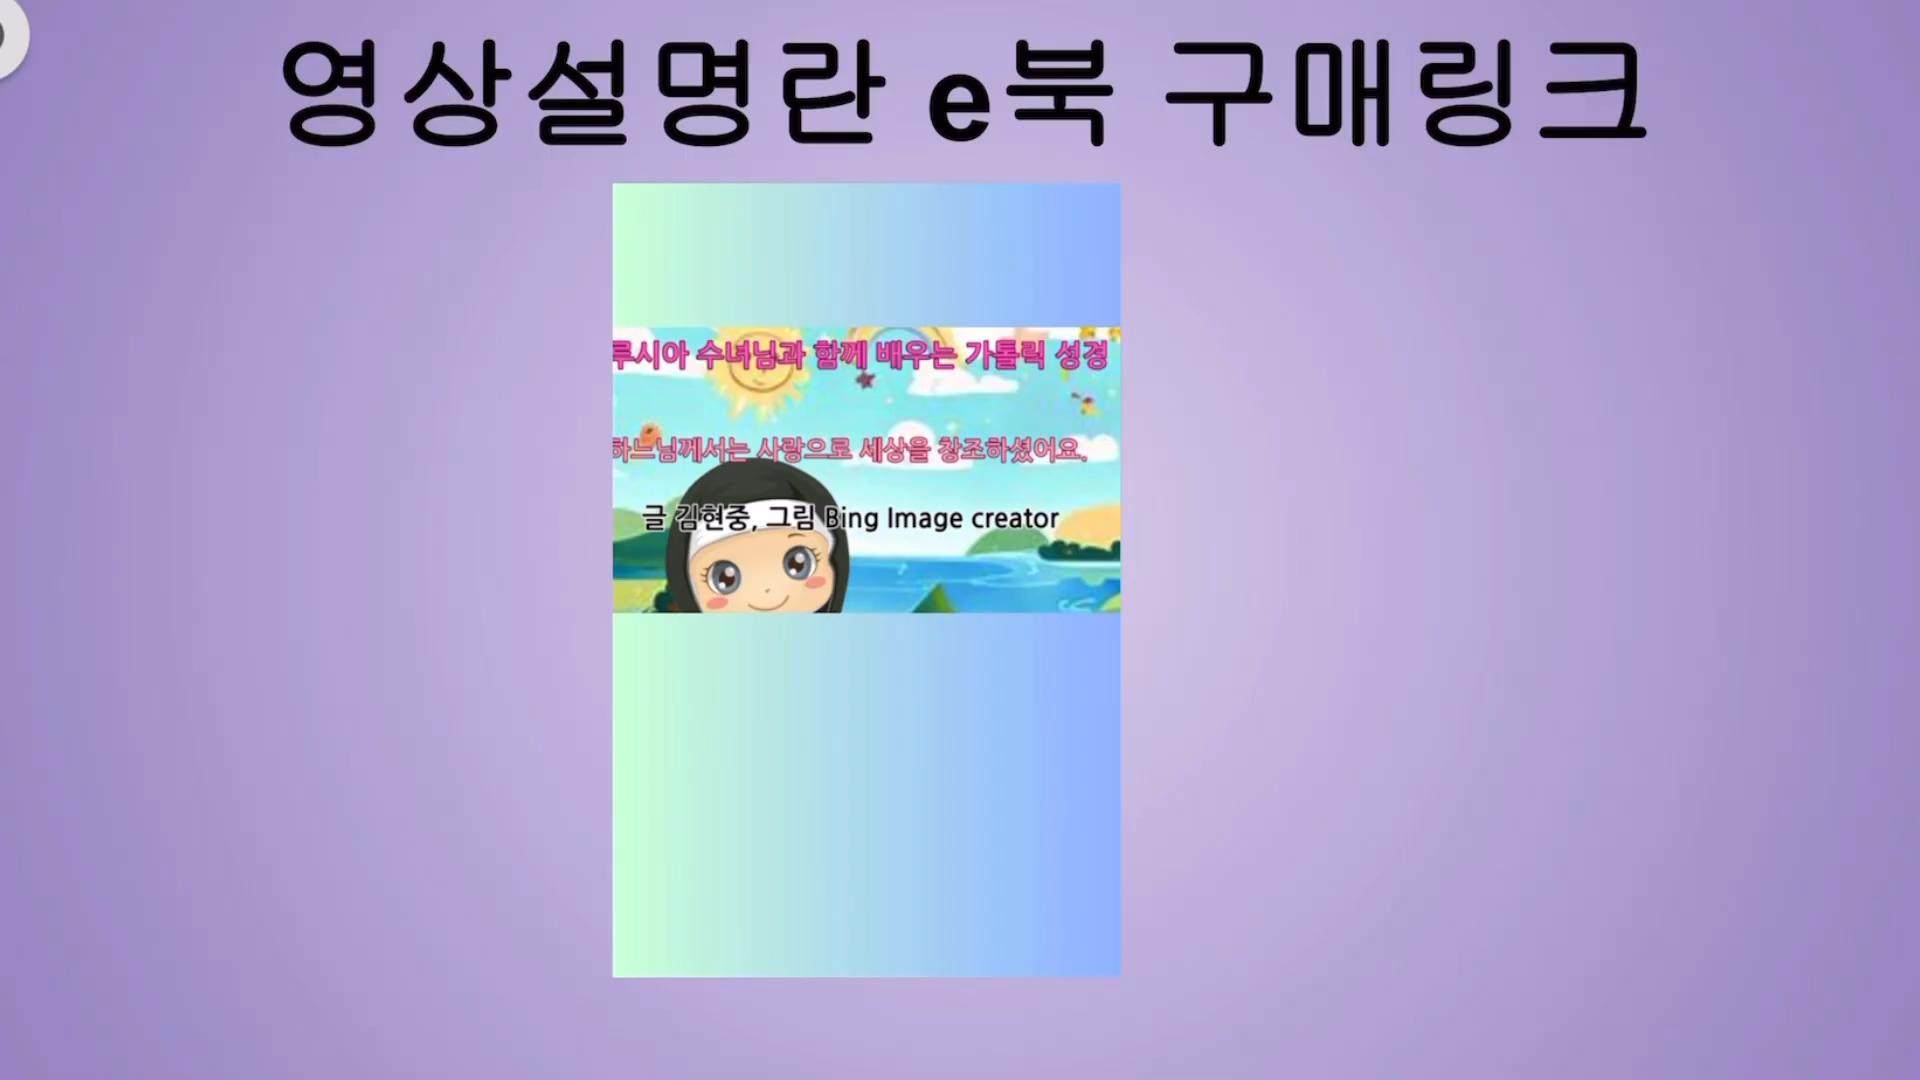 영상설명란 e북 구매링크
루시아 수녀님과 함께 배우는 가톨릭 성경
하느님께서는 사랑으로 세상을 창조하셨어요.
글 김현중, 그림 Bing Image creator